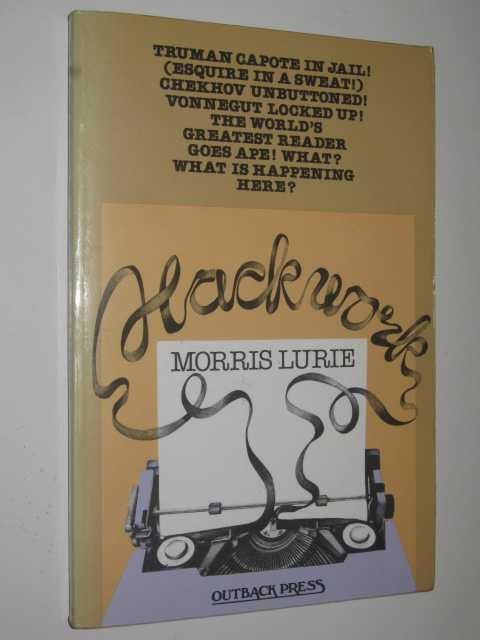 TRUMAN CAPOTE IN JAIL!
(ESQUIRE IN A SWEAT!)
CHEKHOV UNBUTTONED!
VONNEGUT LOCKED UP!
THE WORLD'S
GREATEST READER
GOES APE! WHAT?
WHAT IS HAPPENING
HERE?
Hackwork
MORRIS LURIE
OUTBACK PRESS